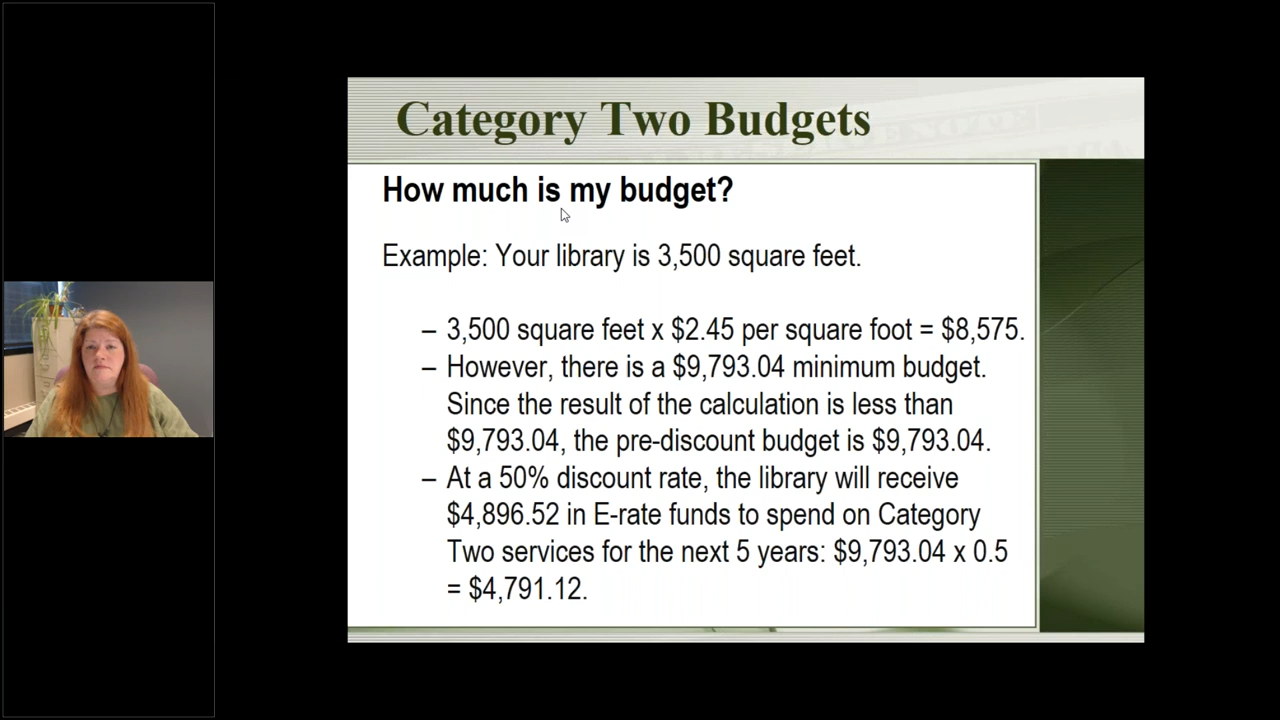 Category Two Budgets
How much is my budget?
Example: Your library is 3,500 square feet.
– 3,500 square feet x $2.45 per square foot = $8,575.
– However, there is a $9,793.04 minimum budget.
Since the result of the calculation is less than
$9,793.04, the pre-discount budget is $9,793.04.
– At a 50% discount rate, the library will receive
$4,896.52 in E-rate funds to spend on Category
Two services for the next 5 years: $9,793.04 x 0.5
= $4,791.12.